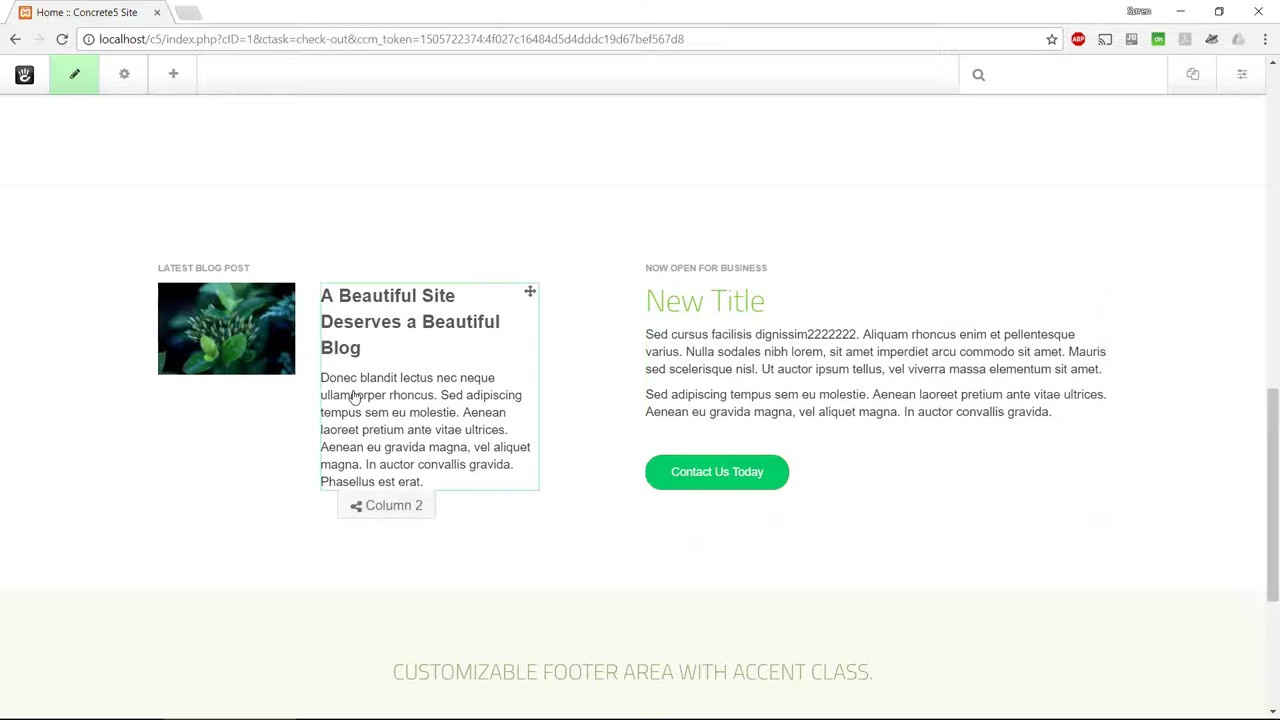 Home :: Concrete5 Site
Søren
localhost/c5/index.php?cID=1&ctask=check-out&ccm_token=1505722374:4f027c16484d5d4dddc19d67bef567d8
ABP
ON
LATEST BLOG POST
A Beautiful Site
Deserves a Beautiful
Blog
Donec blandit lectus nec neque
ullamcorper rhoncus. Sed adipiscing
tempus sem eu molestie. Aenean
laoreet pretium ante vitae ultrices.
Aenean eu gravida magna, vel aliquet
magna. In auctor convallis gravida.
Phasellus est erat.
Column 2
NOW OPEN FOR BUSINESS
New Title
Sed cursus facilisis dignissim2222222. Aliquam rhoncus enim et pellentesque
varius. Nulla sodales nibh lorem, sit amet imperdiet arcu commodo sit amet. Mauris
sed scelerisque nisl. Ut auctor ipsum tellus, vel viverra massa elementum sit amet.
Sed adipiscing tempus sem eu molestie. Aenean laoreet pretium ante vitae ultrices.
Aenean eu gravida magna, vel aliquet magna. In auctor convallis gravida.
Contact Us Today
CUSTOMIZABLE FOOTER AREA WITH ACCENT CLASS.